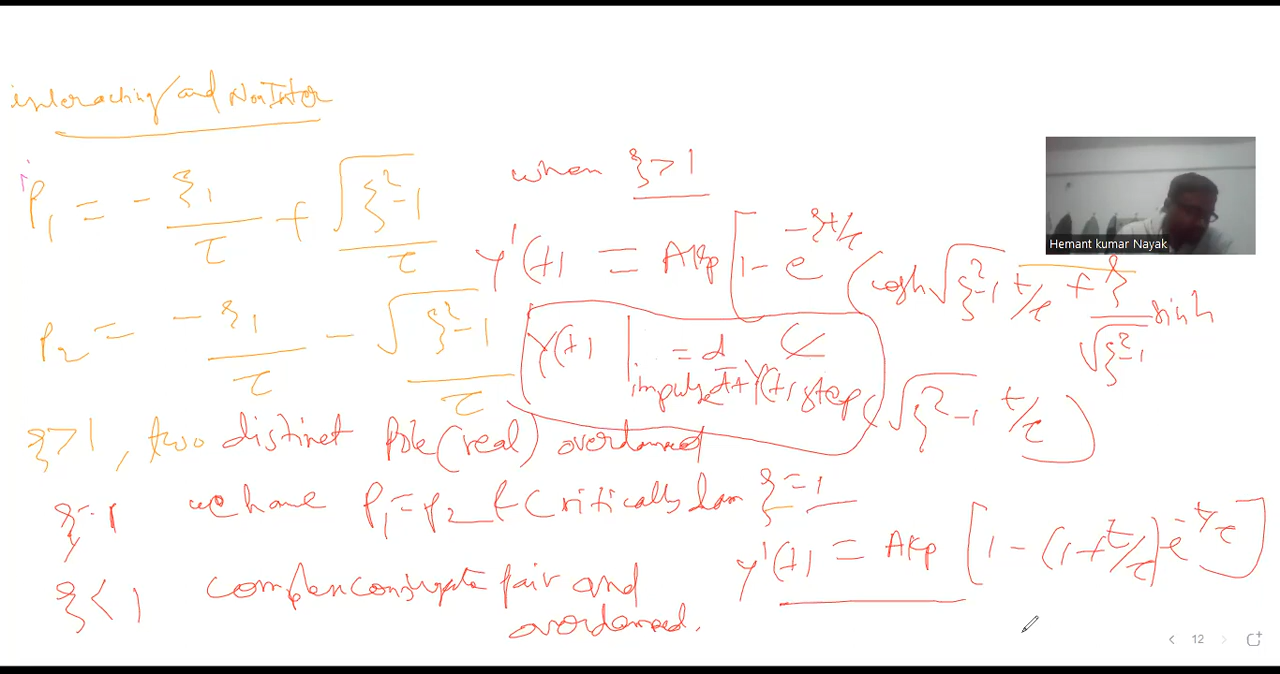 interacting and NonInter
P₁ = - ξ₁/τ + √(ξ²-1)/τ
P₂ = - ξ₁/τ - √(ξ²-1)/τ
ξ>1, two distinct Pole (real) overdamped
ξ=1 we have P₁=P₂ & Critically dam
ξ<1 complex conjugate pair and
overdamped.
when ξ>1
y'(t) = AKp [1 - e^(-ξt/τ) (cosh √(ξ²-1) t/τ + ξ/√(ξ²-1) sinh
(√(ξ²-1) t/τ)
Y(t) | impulse = d/dt Y(t) step
ξ=1
y'(t) = AKp [1 - (1+t/τ) e^(-t/τ)]
Hemant kumar Nayak
< 12 >